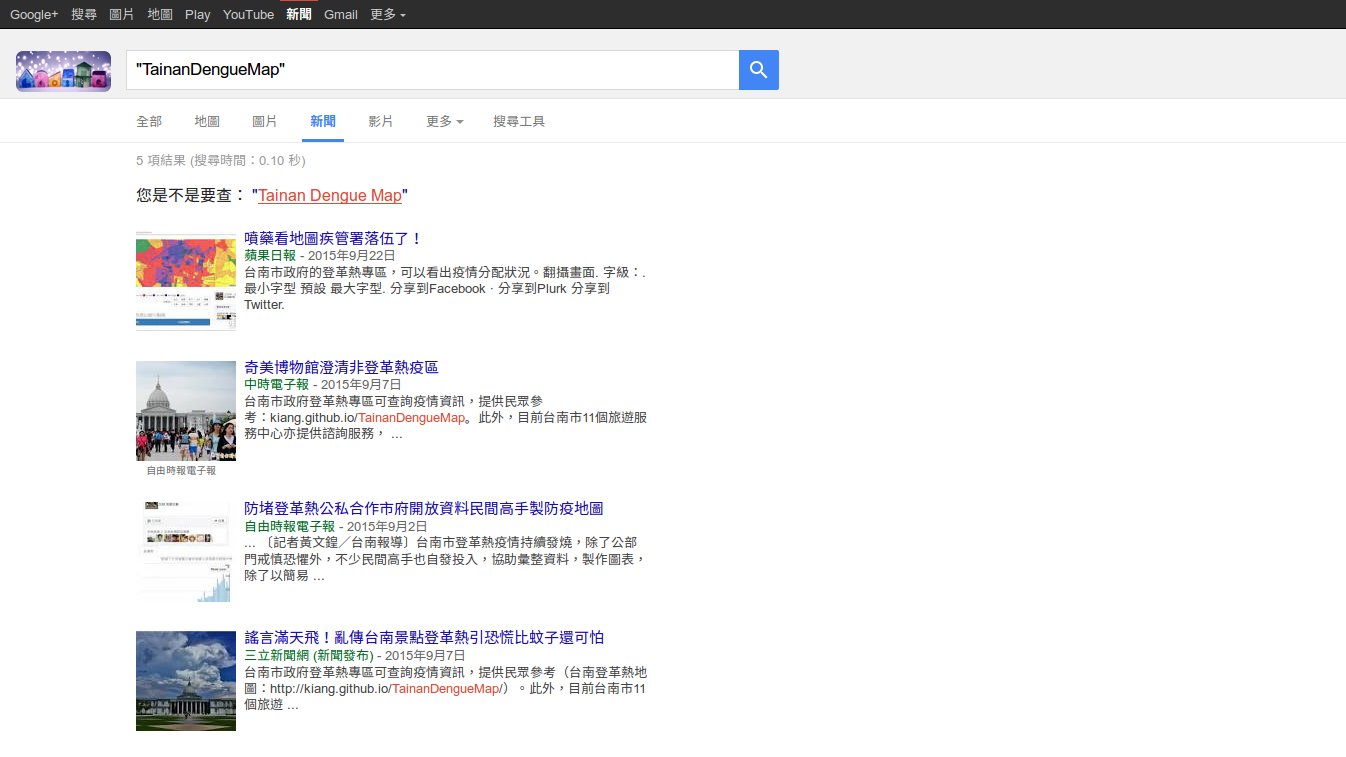 Google+ 搜尋 圖片 地圖 Play YouTube 新聞 Gmail 更多
"TainanDengueMap"
全部 地圖 圖片 新聞 影片 更多 搜尋工具
5 項結果 (搜尋時間：0.10 秒)
您是不是要查： "Tainan Dengue Map"
噴藥看地圖疾管署落伍了！
蘋果日報 - 2015年9月22日
台南市政府的登革熱專區，可以看出疫情分配狀況。翻攝畫面. 字級：.
最小字型 預設 最大字型. 分享到Facebook · 分享到Plurk 分享到
Twitter.
奇美博物館澄清非登革熱疫區
中時電子報 - 2015年9月7日
台南市政府登革熱專區可查詢疫情資訊，提供民眾參
考：kiang.github.io/TainanDengueMap。此外，目前台南市11個旅遊服
務中心亦提供諮詢服務， ...
自由時報電子報
防堵登革熱公私合作市府開放資料民間高手製防疫地圖
自由時報電子報 - 2015年9月2日
... 〔記者黃文鍠／台南報導〕台南市登革熱疫情持續發燒，除了公部
門戒慎恐懼外，不少民間高手也自發投入，協助彙整資料，製作圖表，
除了以簡易 ...
謠言滿天飛！亂傳台南景點登革熱引恐慌比蚊子還可怕
三立新聞網 (新聞發布) - 2015年9月7日
台南市政府登革熱專區可查詢疫情資訊，提供民眾參考（台南登革熱地
圖：http://kiang.github.io/TainanDengueMap/）。此外，目前台南市11
個旅遊 ...